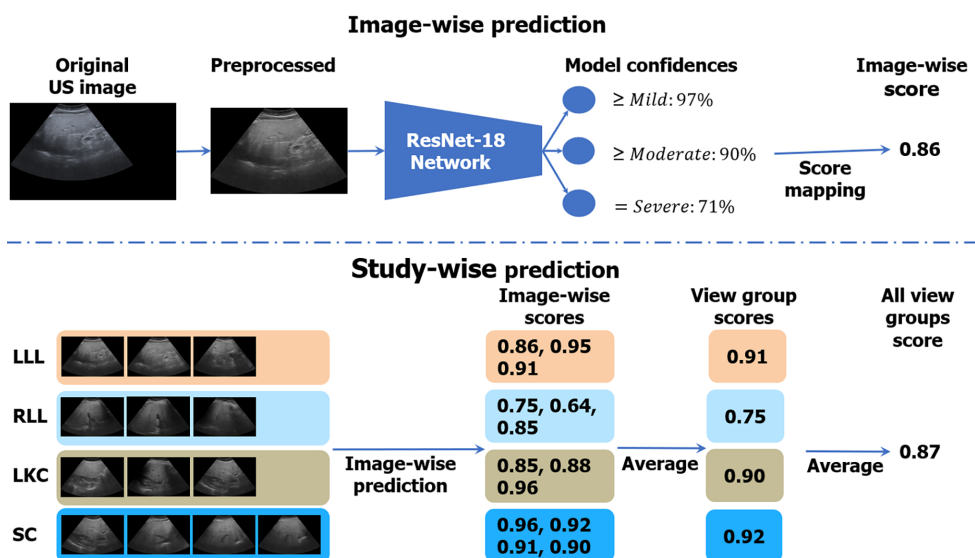 Image-wise prediction
Original
US image
Preprocessed
Model confidences
Image-wise
score
ResNet-18
Network
≥ Mild: 97%
≥ Moderate: 90%
= Severe: 71%
Score
mapping
0.86
Study-wise prediction
Image-wise
scores
View group
scores
All view
groups
score
LLL
0.86, 0.95
0.91
0.91
RLL
0.75, 0.64,
0.85
0.75
Image-wise
prediction
Average
Average
0.87
LKC
0.85, 0.88
0.96
0.90
SC
0.96, 0.92
0.91, 0.90
0.92